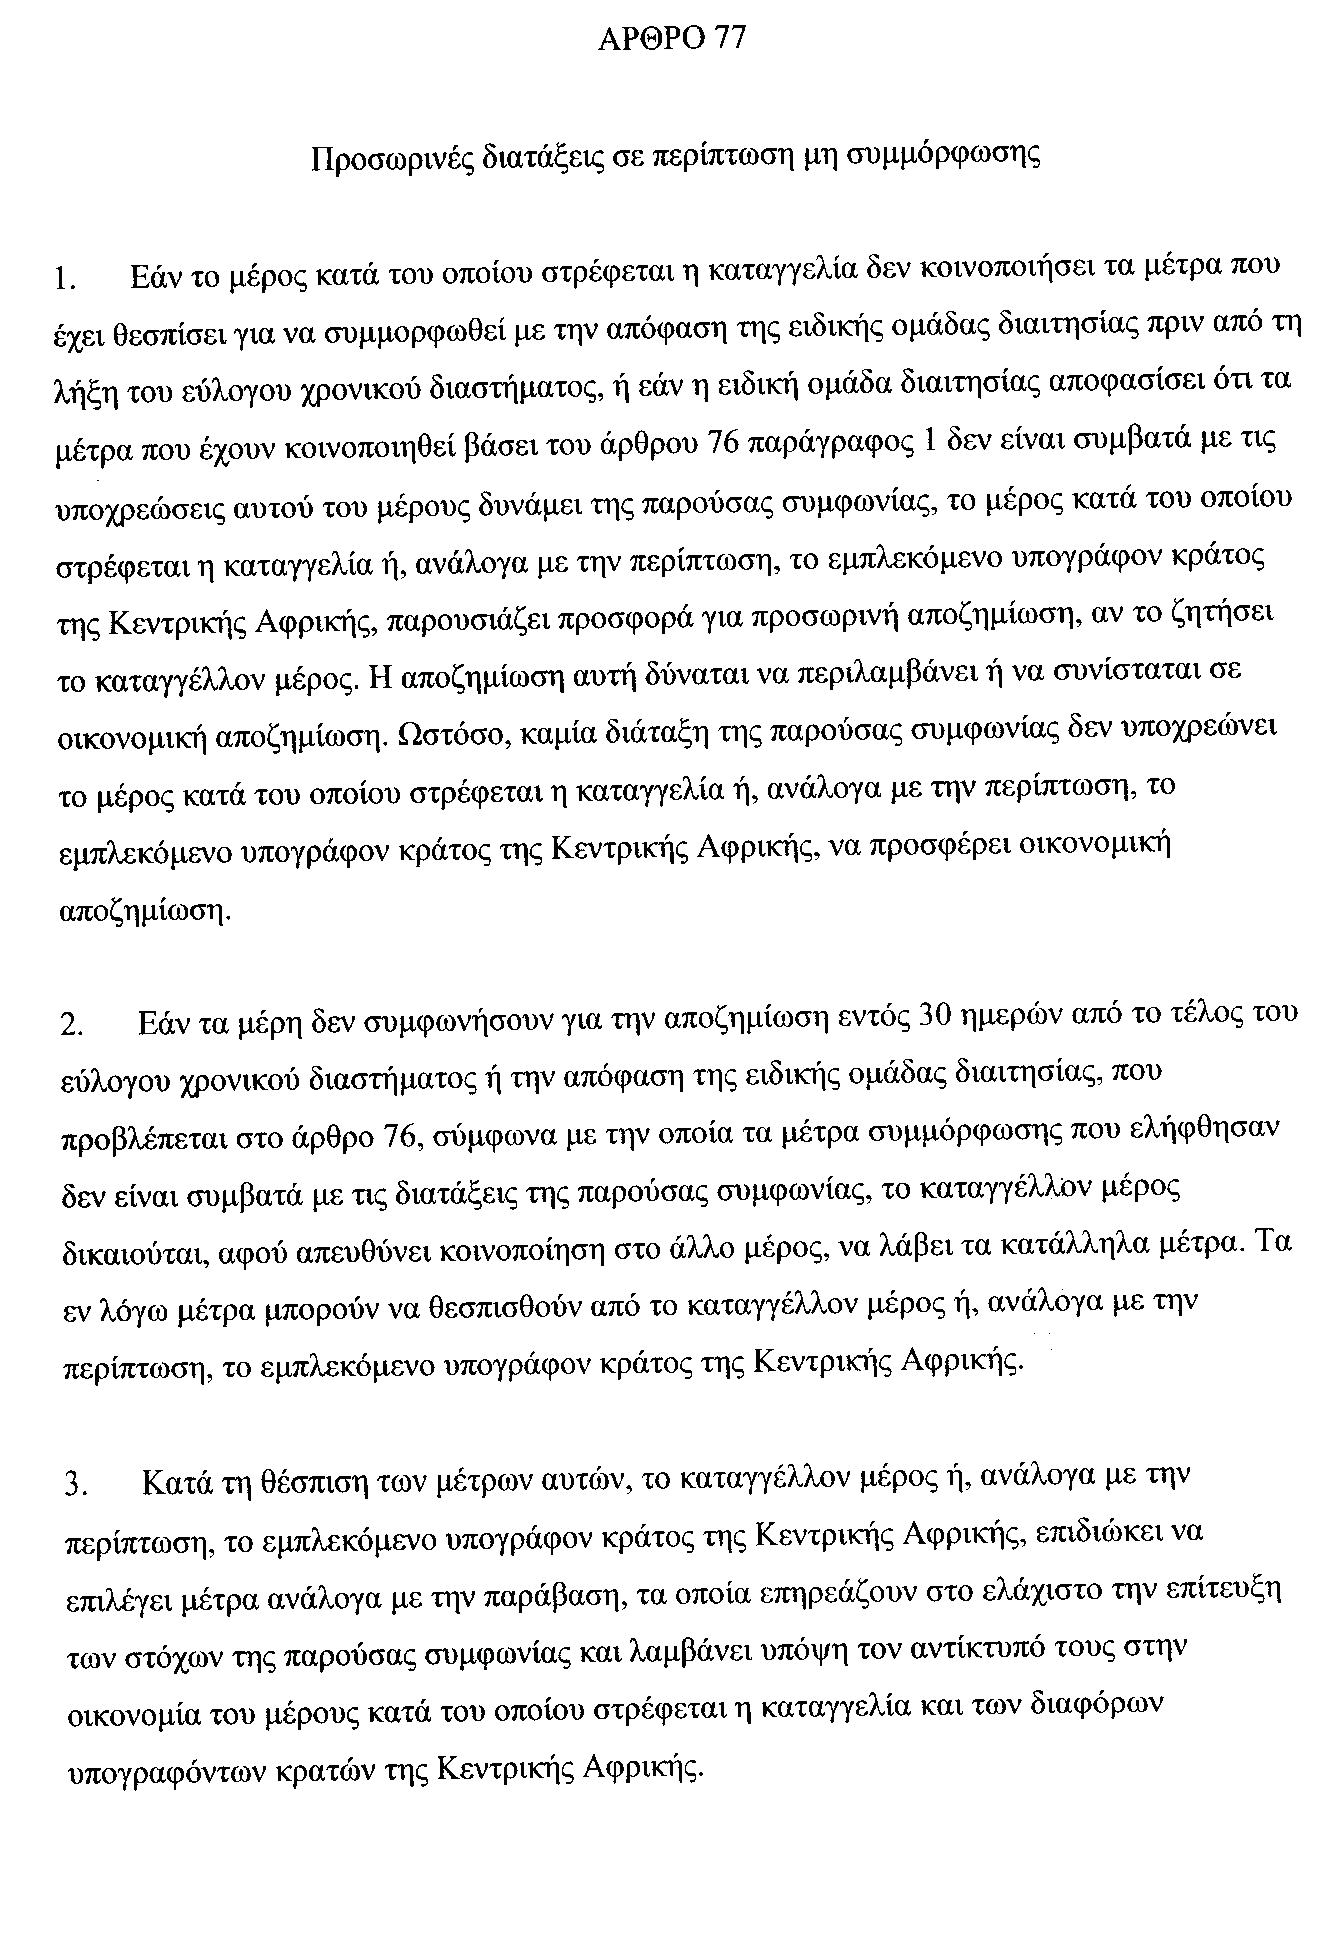 ΑΡΘΡΟ 77
Προσωρινές διατάξεις σε περίπτωση μη συμμόρφωσης
1. Εάν το μέρος κατά του οποίου στρέφεται η καταγγελία δεν κοινοποιήσει τα μέτρα που
έχει θεσπίσει για να συμμορφωθεί με την απόφαση της ειδικής ομάδας διαιτησίας πριν από τη
λήξη του εύλογου χρονικού διαστήματος, ή εάν η ειδική ομάδα διαιτησίας αποφασίσει ότι τα
μέτρα που έχουν κοινοποιηθεί βάσει του άρθρου 76 παράγραφος 1 δεν είναι συμβατά με τις
υποχρεώσεις αυτού του μέρους δυνάμει της παρούσας συμφωνίας, το μέρος κατά του οποίου
στρέφεται η καταγγελία ή, ανάλογα με την περίπτωση, το εμπλεκόμενο υπογράφον κράτος
της Κεντρικής Αφρικής, παρουσιάζει προσφορά για προσωρινή αποζημίωση, αν το ζητήσει
το καταγγέλλον μέρος. Η αποζημίωση αυτή δύναται να περιλαμβάνει ή να συνίσταται σε
οικονομική αποζημίωση. Ωστόσο, καμία διάταξη της παρούσας συμφωνίας δεν υποχρεώνει
το μέρος κατά του οποίου στρέφεται η καταγγελία ή, ανάλογα με την περίπτωση, το
εμπλεκόμενο υπογράφον κράτος της Κεντρικής Αφρικής, να προσφέρει οικονομική
αποζημίωση.
2. Εάν τα μέρη δεν συμφωνήσουν για την αποζημίωση εντός 30 ημερών από το τέλος του
εύλογου χρονικού διαστήματος ή την απόφαση της ειδικής ομάδας διαιτησίας, που
προβλέπεται στο άρθρο 76, σύμφωνα με την οποία τα μέτρα συμμόρφωσης που ελήφθησαν
δεν είναι συμβατά με τις διατάξεις της παρούσας συμφωνίας, το καταγγέλλον μέρος
δικαιούται, αφού απευθύνει κοινοποίηση στο άλλο μέρος, να λάβει τα κατάλληλα μέτρα. Τα
εν λόγω μέτρα μπορούν να θεσπισθούν από το καταγγέλλον μέρος ή, ανάλογα με την
περίπτωση, το εμπλεκόμενο υπογράφον κράτος της Κεντρικής Αφρικής.
3. Κατά τη θέσπιση των μέτρων αυτών, το καταγγέλλον μέρος ή, ανάλογα με την
περίπτωση, το εμπλεκόμενο υπογράφον κράτος της Κεντρικής Αφρικής, επιδιώκει να
επιλέγει μέτρα ανάλογα με την παράβαση, τα οποία επηρεάζουν στο ελάχιστο την επίτευξη
των στόχων της παρούσας συμφωνίας και λαμβάνει υπόψη τον αντίκτυπό τους στην
οικονομία του μέρους κατά του οποίου στρέφεται η καταγγελία και των διαφόρων
υπογραφόντων κρατών της Κεντρικής Αφρικής.